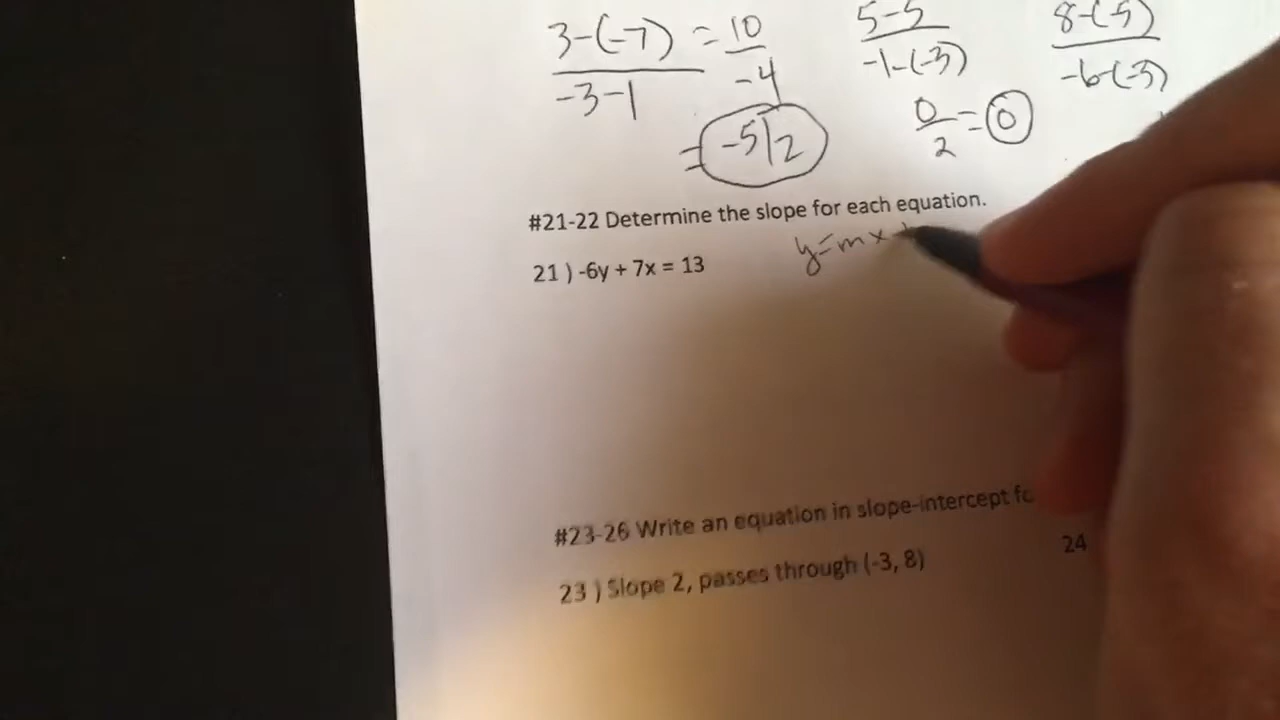 3-(-7) = 10
-3-1 -4
= -5/2
5-5
-1-(-3)
0/2 = 0
8-(-5)
-6-(-3)
#21-22 Determine the slope for each equation.
y=mx+
21 ) -6y + 7x = 13
#23-26 Write an equation in slope-intercept
23 ) Slope 2, passes through (-3, 8)
24